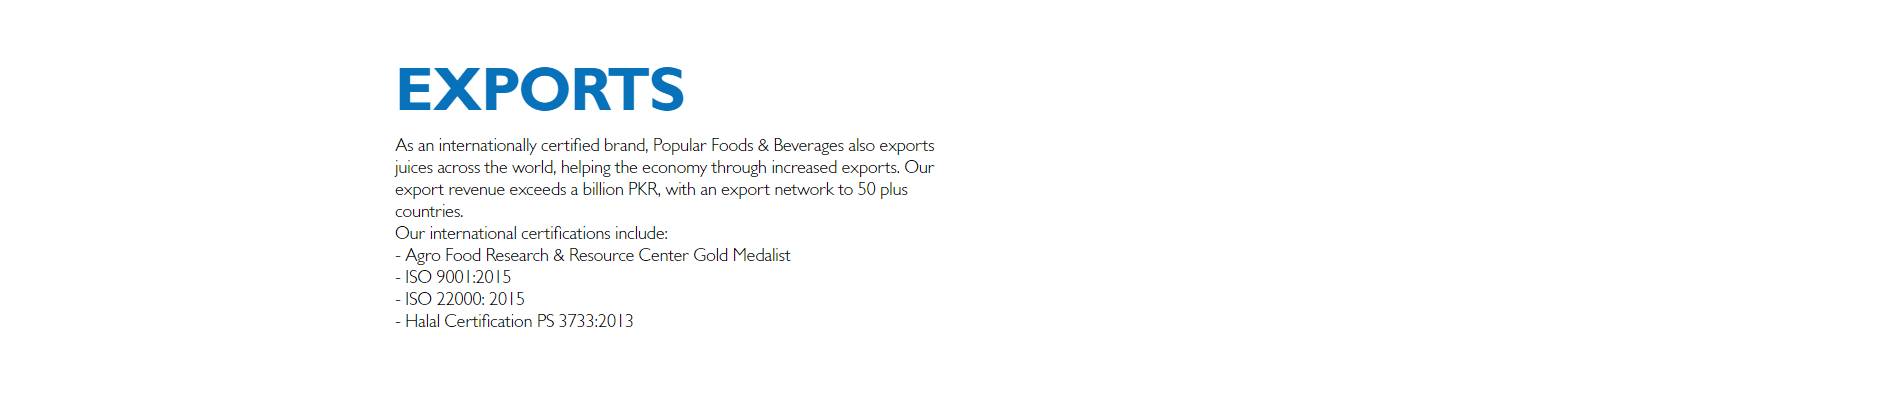 EXPORTS
As an internationally certified brand, Popular Foods & Beverages also exports
juices across the world, helping the economy through increased exports. Our
export revenue exceeds a billion PKR, with an export network to 50 plus
countries.
Our international certifications include:
- Agro Food Research & Resource Center Gold Medalist
- ISO 9001:2015
- ISO 22000: 2015
- Halal Certification PS 3733:2013